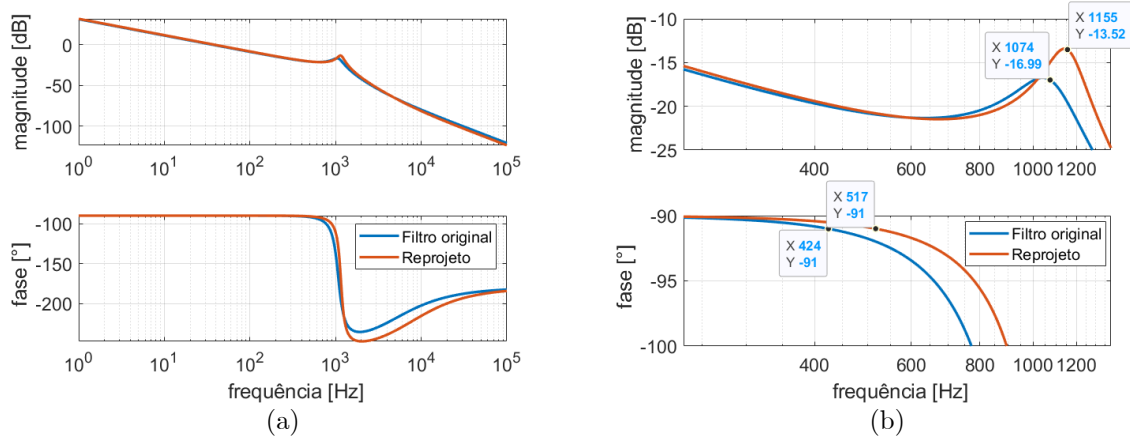 magnitude [dB]
0
-50
-100
10^0 10^1 10^2 10^3 10^4 10^5
fase [°]
-100
-150
-200
Filtro original
Reprojeto
10^0 10^1 10^2 10^3 10^4 10^5
frequência [Hz]
(a)
magnitude [dB]
-10
-15
-20
-25
X 1155
Y -13.52
X 1074
Y -16.99
400 600 800 1000 1200
fase [°]
-90
-95
-100
X 517
Y -91
X 424
Y -91
Filtro original
Reprojeto
400 600 800 1000 1200
frequência [Hz]
(b)